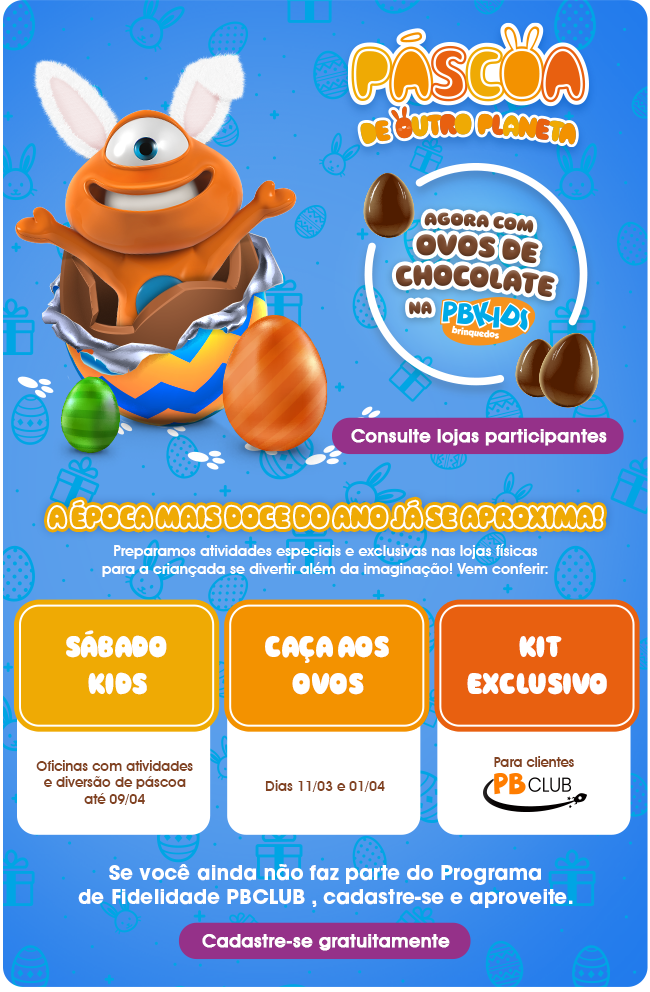 PÁSCOA
DE OUTRO PLANETA
AGORA COM
OVOS DE
CHOCOLATE
NA PBKIDS
brinquedos
Consulte lojas participantes
A ÉPOCA MAIS DOCE DO ANO JÁ SE APROXIMA!
Preparamos atividades especiais e exclusivas nas lojas físicas
para a criançada se divertir além da imaginação! Vem conferir:
SÁBADO
KIDS
Oficinas com atividades
e diversão de páscoa
até 09/04
CAÇA AOS
OVOS
Dias 11/03 e 01/04
KIT
EXCLUSIVO
Para clientes
PB CLUB
Se você ainda não faz parte do Programa
de Fidelidade PBCLUB , cadastre-se e aproveite.
Cadastre-se gratuitamente